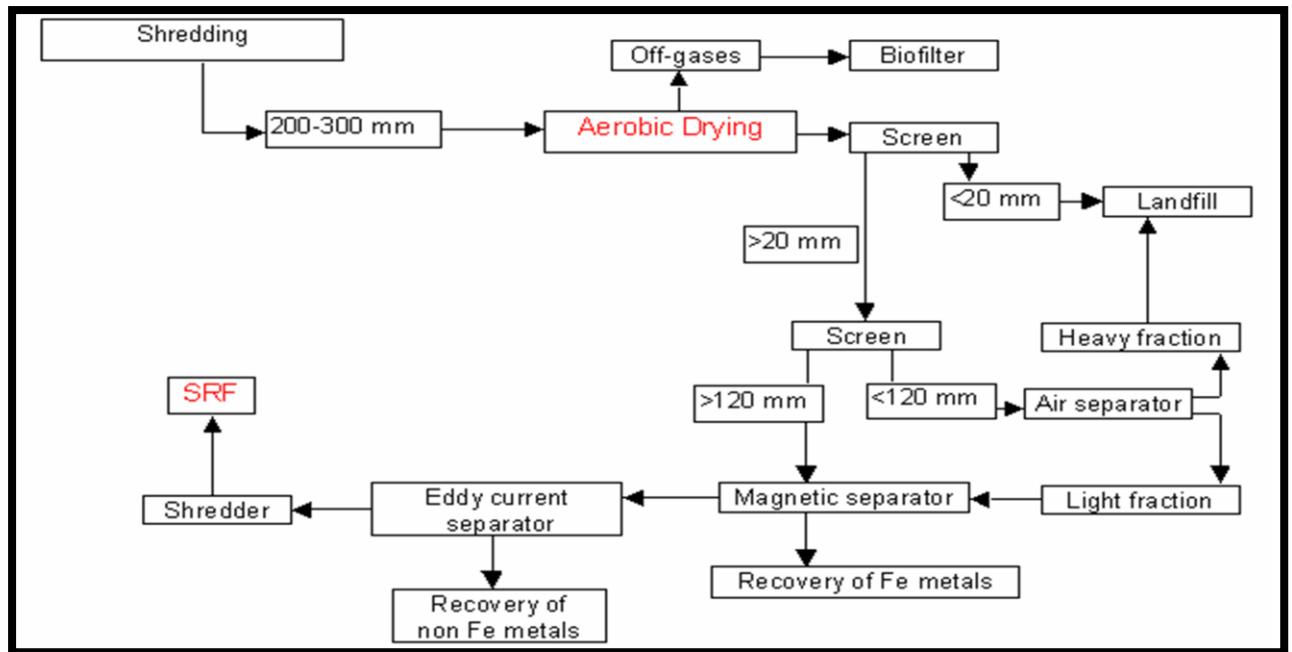 Shredding
Off-gases
Biofilter
200-300 mm
Aerobic Drying
Screen
<20 mm
Landfill
>20 mm
Screen
Heavy fraction
SRF
>120 mm
<120 mm
Air separator
Shredder
Eddy current
separator
Magnetic separator
Light fraction
Recovery of Fe metals
Recovery of
non Fe metals